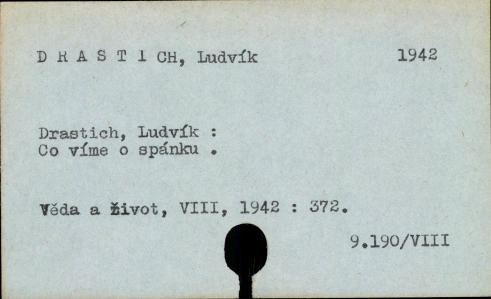 D R A S T I CH, Ludvík 1942
Drastich, Ludvík :
Co víme o spánku .
Věda a život, VIII, 1942 : 372.
9.190/VIII